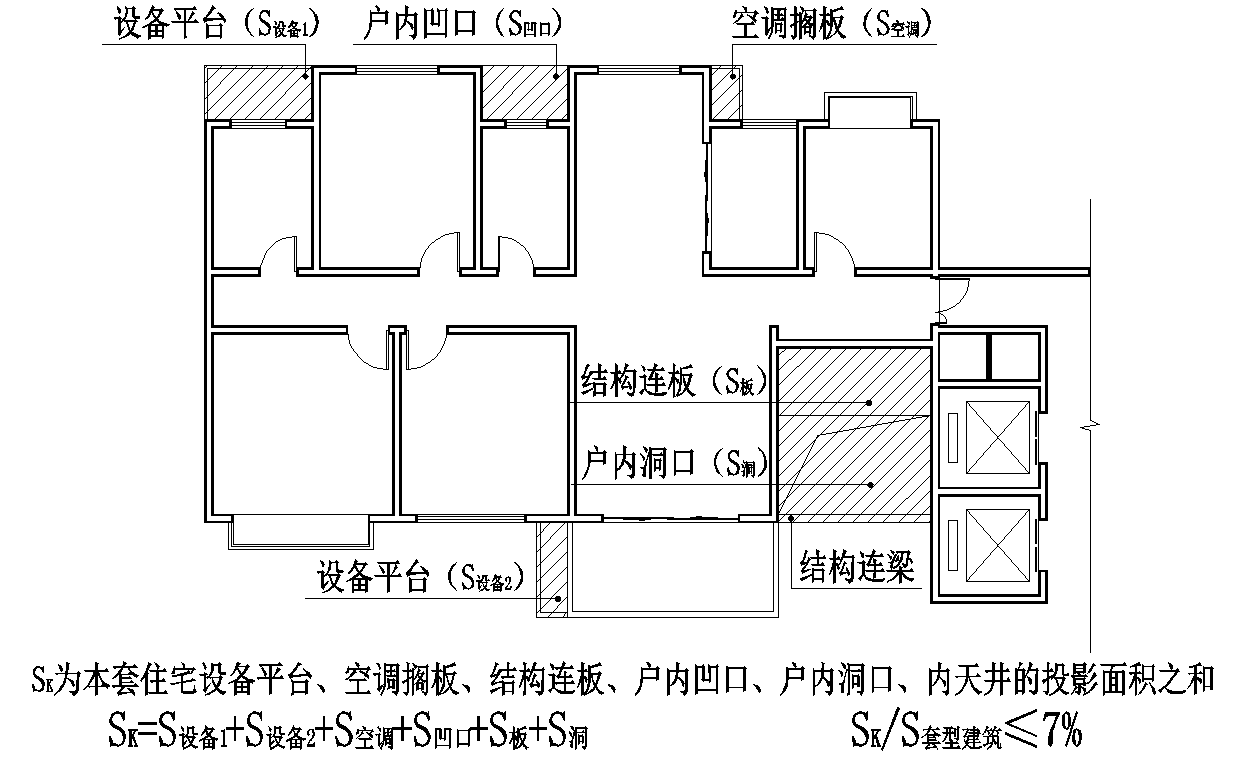 设备平台（S设备1） 户内凹口（S凹口） 空调搁板（S空调）
结构连板（S板）
户内洞口（S洞）
结构连梁
设备平台（S设备2）
SK为本套住宅设备平台、空调搁板、结构连板、户内凹口、户内洞口、内天井的投影面积之和
SK=S设备1+S设备2+S空调+S凹口+S板+S洞 SK/S套型建筑≤7%